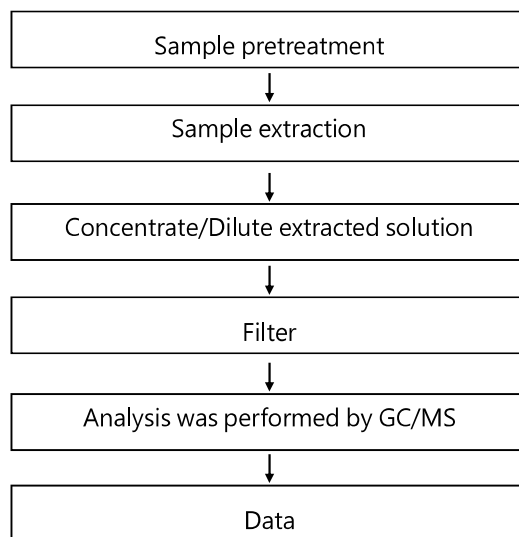 Sample pretreatment
Sample extraction
Concentrate/Dilute extracted solution
Filter
Analysis was performed by GC/MS
Data